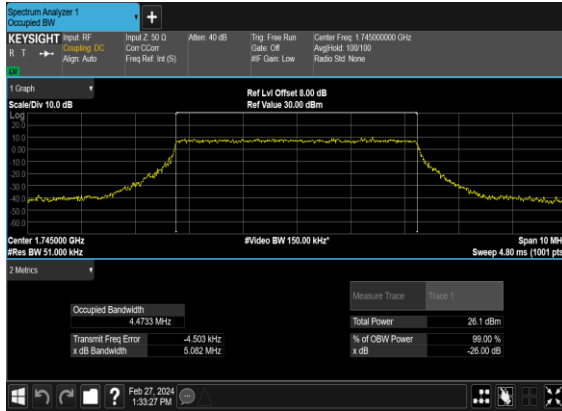 Spectrum Analyzer 1
Occupied BW
KEYSIGHT
R T
LW
Input: RF
Coupling: DC
Align: Auto
Input Z: 50 Ω
Corr CCorr
Freq Ref: Int (S)
Atten: 40 dB
Trig: Free Run
Gate: Off
#IF Gain: Low
Center Freq: 1.745000000 GHz
Avg|Hold: 100/100
Radio Std: None
1 Graph
Scale/Div 10.0 dB
Ref Lvl Offset 8.00 dB
Ref Value 30.00 dBm
Log
20.0
10.0
0.00
-10.0
-20.0
-30.0
-40.0
-50.0
-60.0
Center 1.745000 GHz
#Res BW 51.000 kHz
#Video BW 150.00 kHz*
Span 10 MH
Sweep 4.80 ms (1001 pts
2 Metrics
Measure Trace Trace 1
Occupied Bandwidth
4.4733 MHz
Total Power 26.1 dBm
Transmit Freq Error -4.503 kHz
% of OBW Power 99.00 %
x dB Bandwidth 5.082 MHz
x dB -26.00 dB
Feb 27, 2024
1:33:27 PM